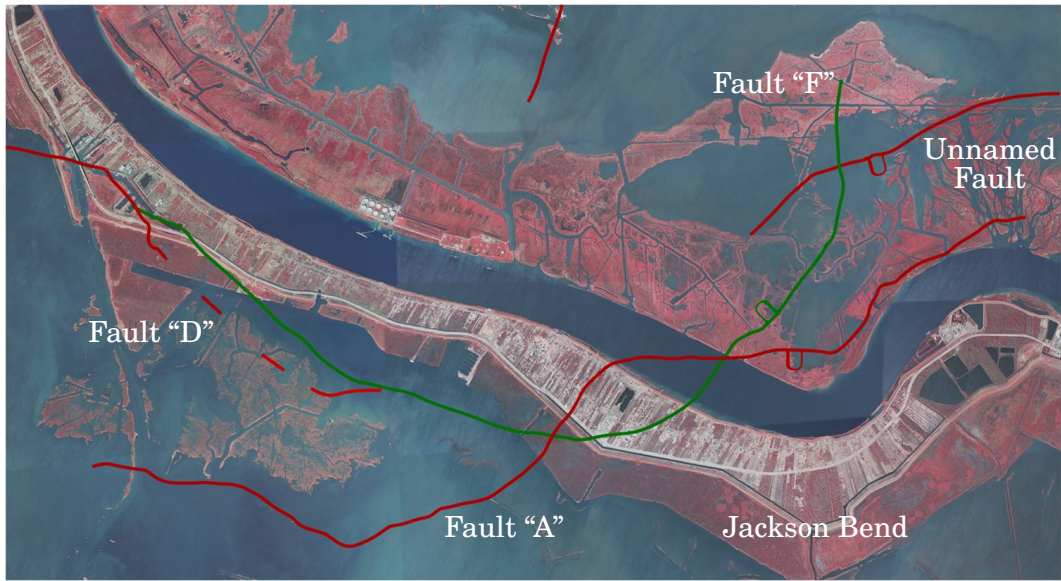 Fault “F”
Unnamed
Fault
Fault “D”
Fault “A”
Jackson Bend